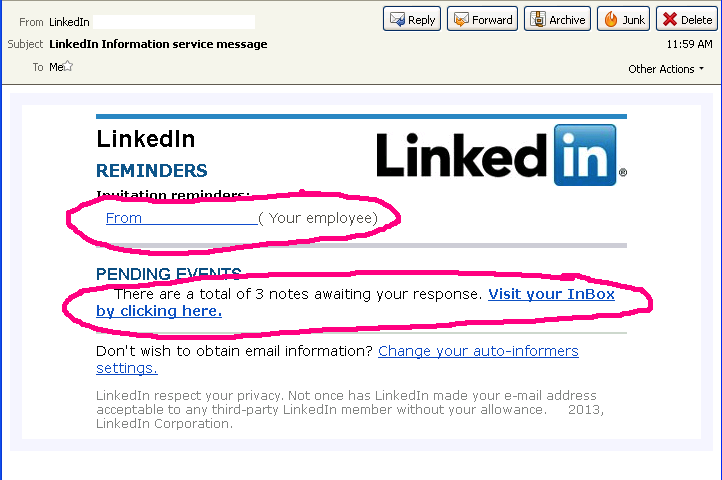 From LinkedIn
Reply Forward Archive Junk Delete
Subject LinkedIn Information service message
11:59 AM
To Me
Other Actions
LinkedIn
Linked in ®
REMINDERS
Invitation reminders:
From ( Your employee)
PENDING EVENTS
There are a total of 3 notes awaiting your response. Visit your InBox
by clicking here.
Don't wish to obtain email information? Change your auto-informers
settings.
LinkedIn respect your privacy. Not once has LinkedIn made your e-mail address
acceptable to any third-party LinkedIn member without your allowance. 2013,
LinkedIn Corporation.